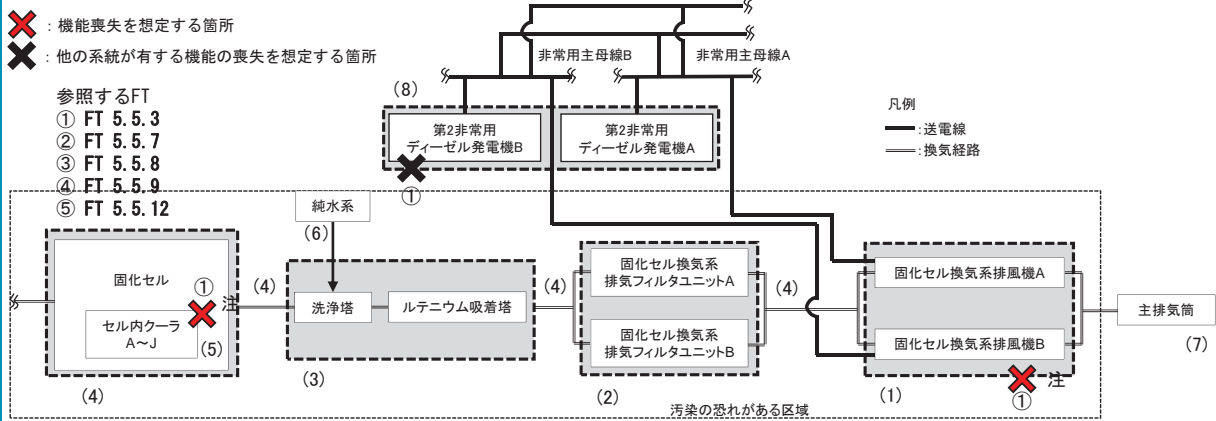 ：機能喪失を想定する箇所
：他の系統が有する機能の喪失を想定する箇所
参照するFT
① FT 5.5.3
② FT 5.5.7
③ FT 5.5.8
④ FT 5.5.9
⑤ FT 5.5.12
非常用主母線B
非常用主母線A
(8)
第2非常用
ディーゼル発電機B
第2非常用
ディーゼル発電機A
①
凡例
：送電線
：換気経路
純水系
(6)
固化セル
①
注
セル内クーラ
A～J
(5)
(4)
(4)
洗浄塔
ルテニウム吸着塔
(3)
(4)
固化セル換気系
排気フィルタユニットA
固化セル換気系
排気フィルタユニットB
(2)
(4)
固化セル換気系排風機A
固化セル換気系排風機B
(1)
①
注
主排気筒
(7)
汚染の恐れがある区域